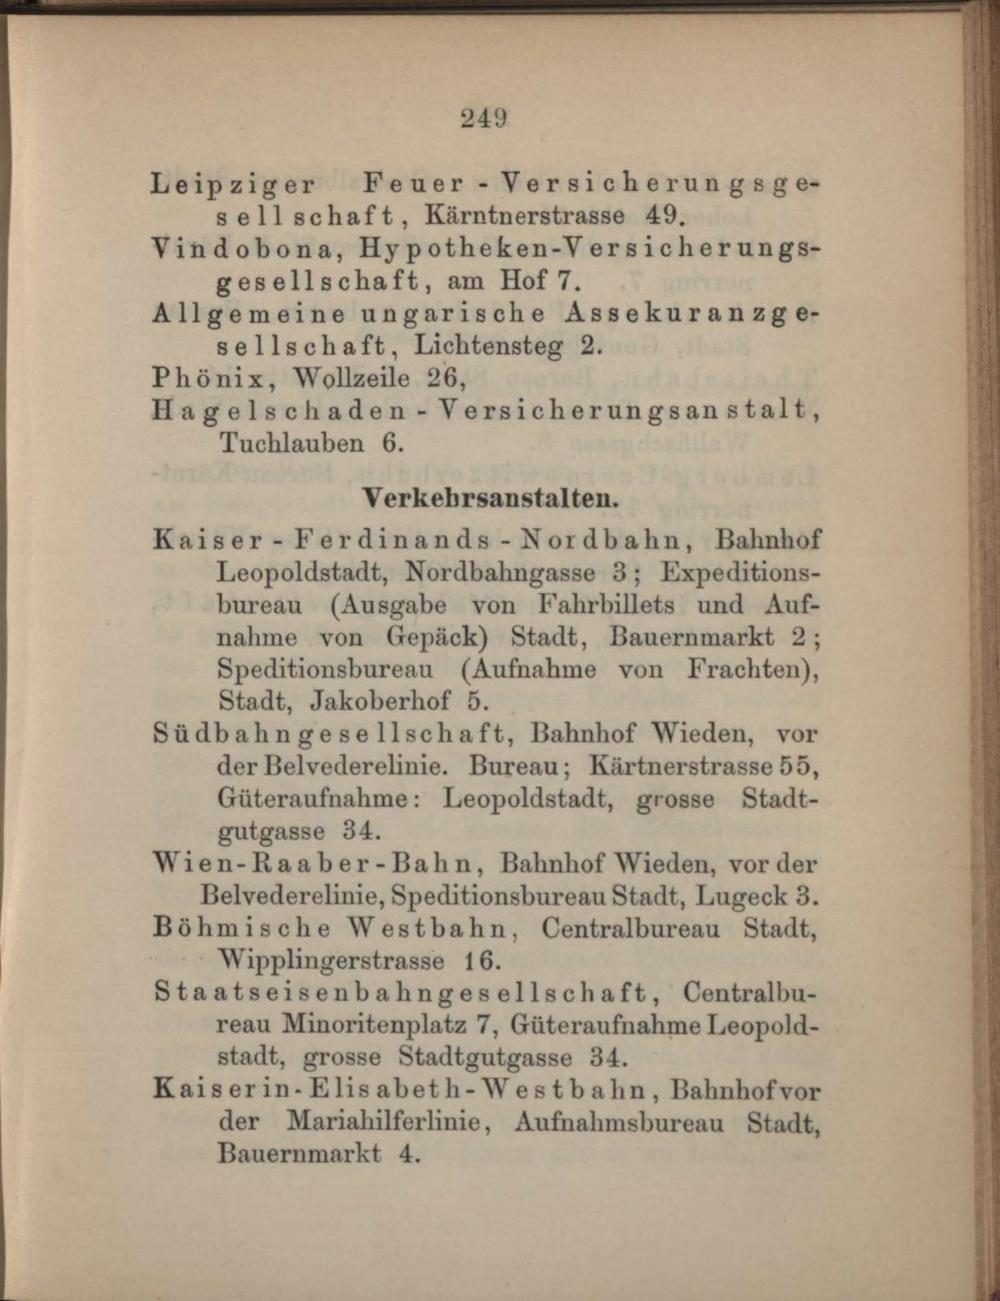 249
Leipziger Feuer-Versicherungsge-
sellschaft, Kärntnerstrasse 49.
Vindobona, Hypotheken-Versicherungs-
gesellschaft, am Hof 7.
Allgemeine ungarische Assekuranzge-
sellschaft, Lichtensteg 2.
Phönix, Wollzeile 26,
Hagelschaden-Versicherungsanstalt,
Tuchlauben 6.
Verkehrsanstalten.
Kaiser-Ferdinands-Nordbahn, Bahnhof
Leopoldstadt, Nordbahngasse 3; Expeditions-
bureau (Ausgabe von Fahrbillets und Auf-
nahme von Gepäck) Stadt, Bauernmarkt 2;
Speditionsbureau (Aufnahme von Frachten),
Stadt, Jakoberhof 5.
Südbahngesellschaft, Bahnhof Wieden, vor
der Belvederelinie. Bureau; Kärtnerstrasse 55,
Güteraufnahme: Leopoldstadt, grosse Stadt-
gutgasse 34.
Wien-Raaber-Bahn, Bahnhof Wieden, vor der
Belvederelinie, Speditionsbureau Stadt, Lugeck 3.
Böhmische Westbahn, Centralbureau Stadt,
Wipplingerstrasse 16.
Staatseisenbahngesellschaft, Centralbu-
reau Minoritenplatz 7, Güteraufnahme Leopold-
stadt, grosse Stadtgutgasse 34.
Kaiserin-Elisabeth-Westbahn, Bahnhof vor
der Mariahilferlinie, Aufnahmsbureau Stadt,
Bauernmarkt 4.